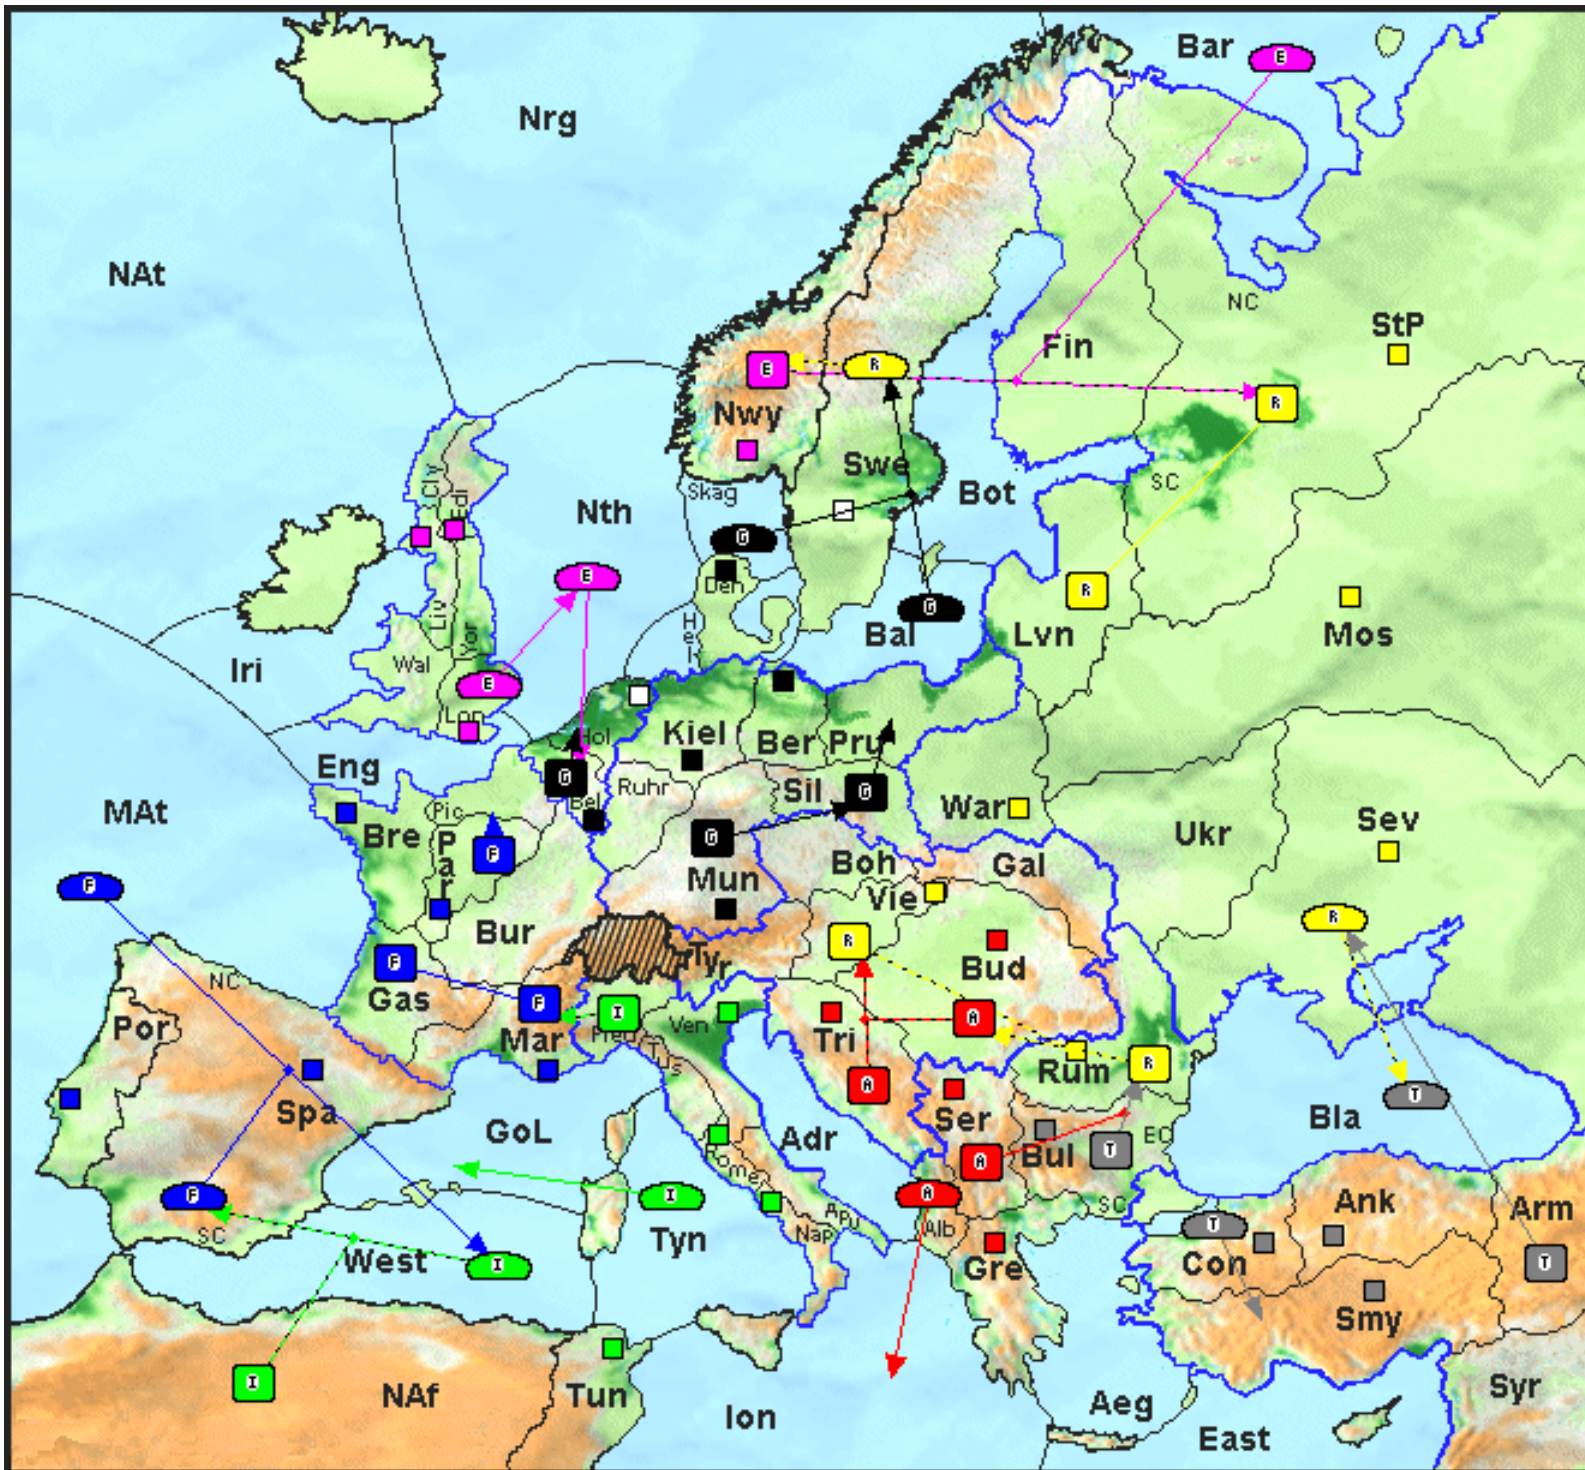 Bar
E
Nrg
NAt
NC
StP
Fin
E
R
R
Nwy
Swe
Skag
SC
Bot
Cly
Edi
Nth
G
Den
E
R
G
Hel
Bal
Lvn
Mos
Liv
Yor
Wal
Iri
E
Lon
Hol
Kiel
Ber
Pru
Eng
G
Bel
Ruhr
Sil
G
War
MAt
Pic
Bre
Par
F
G
Mun
Boh
Gal
Ukr
Sev
Vie
F
Bur
R
Bud
R
F
Gas
Tyr
NC
Por
F
Mar
I
Pied
Ven
Tus
Tri
A
Rum
R
A
Ser
T
Bla
Spa
GoL
Adr
Rome
A
Bul
T
EC
F
SC
I
Tyn
Nap
Apu
A
Alb
SC
Ank
Arm
T
Con
West
I
Gre
T
Smy
I
NAf
Tun
Ion
Aeg
East
Syr